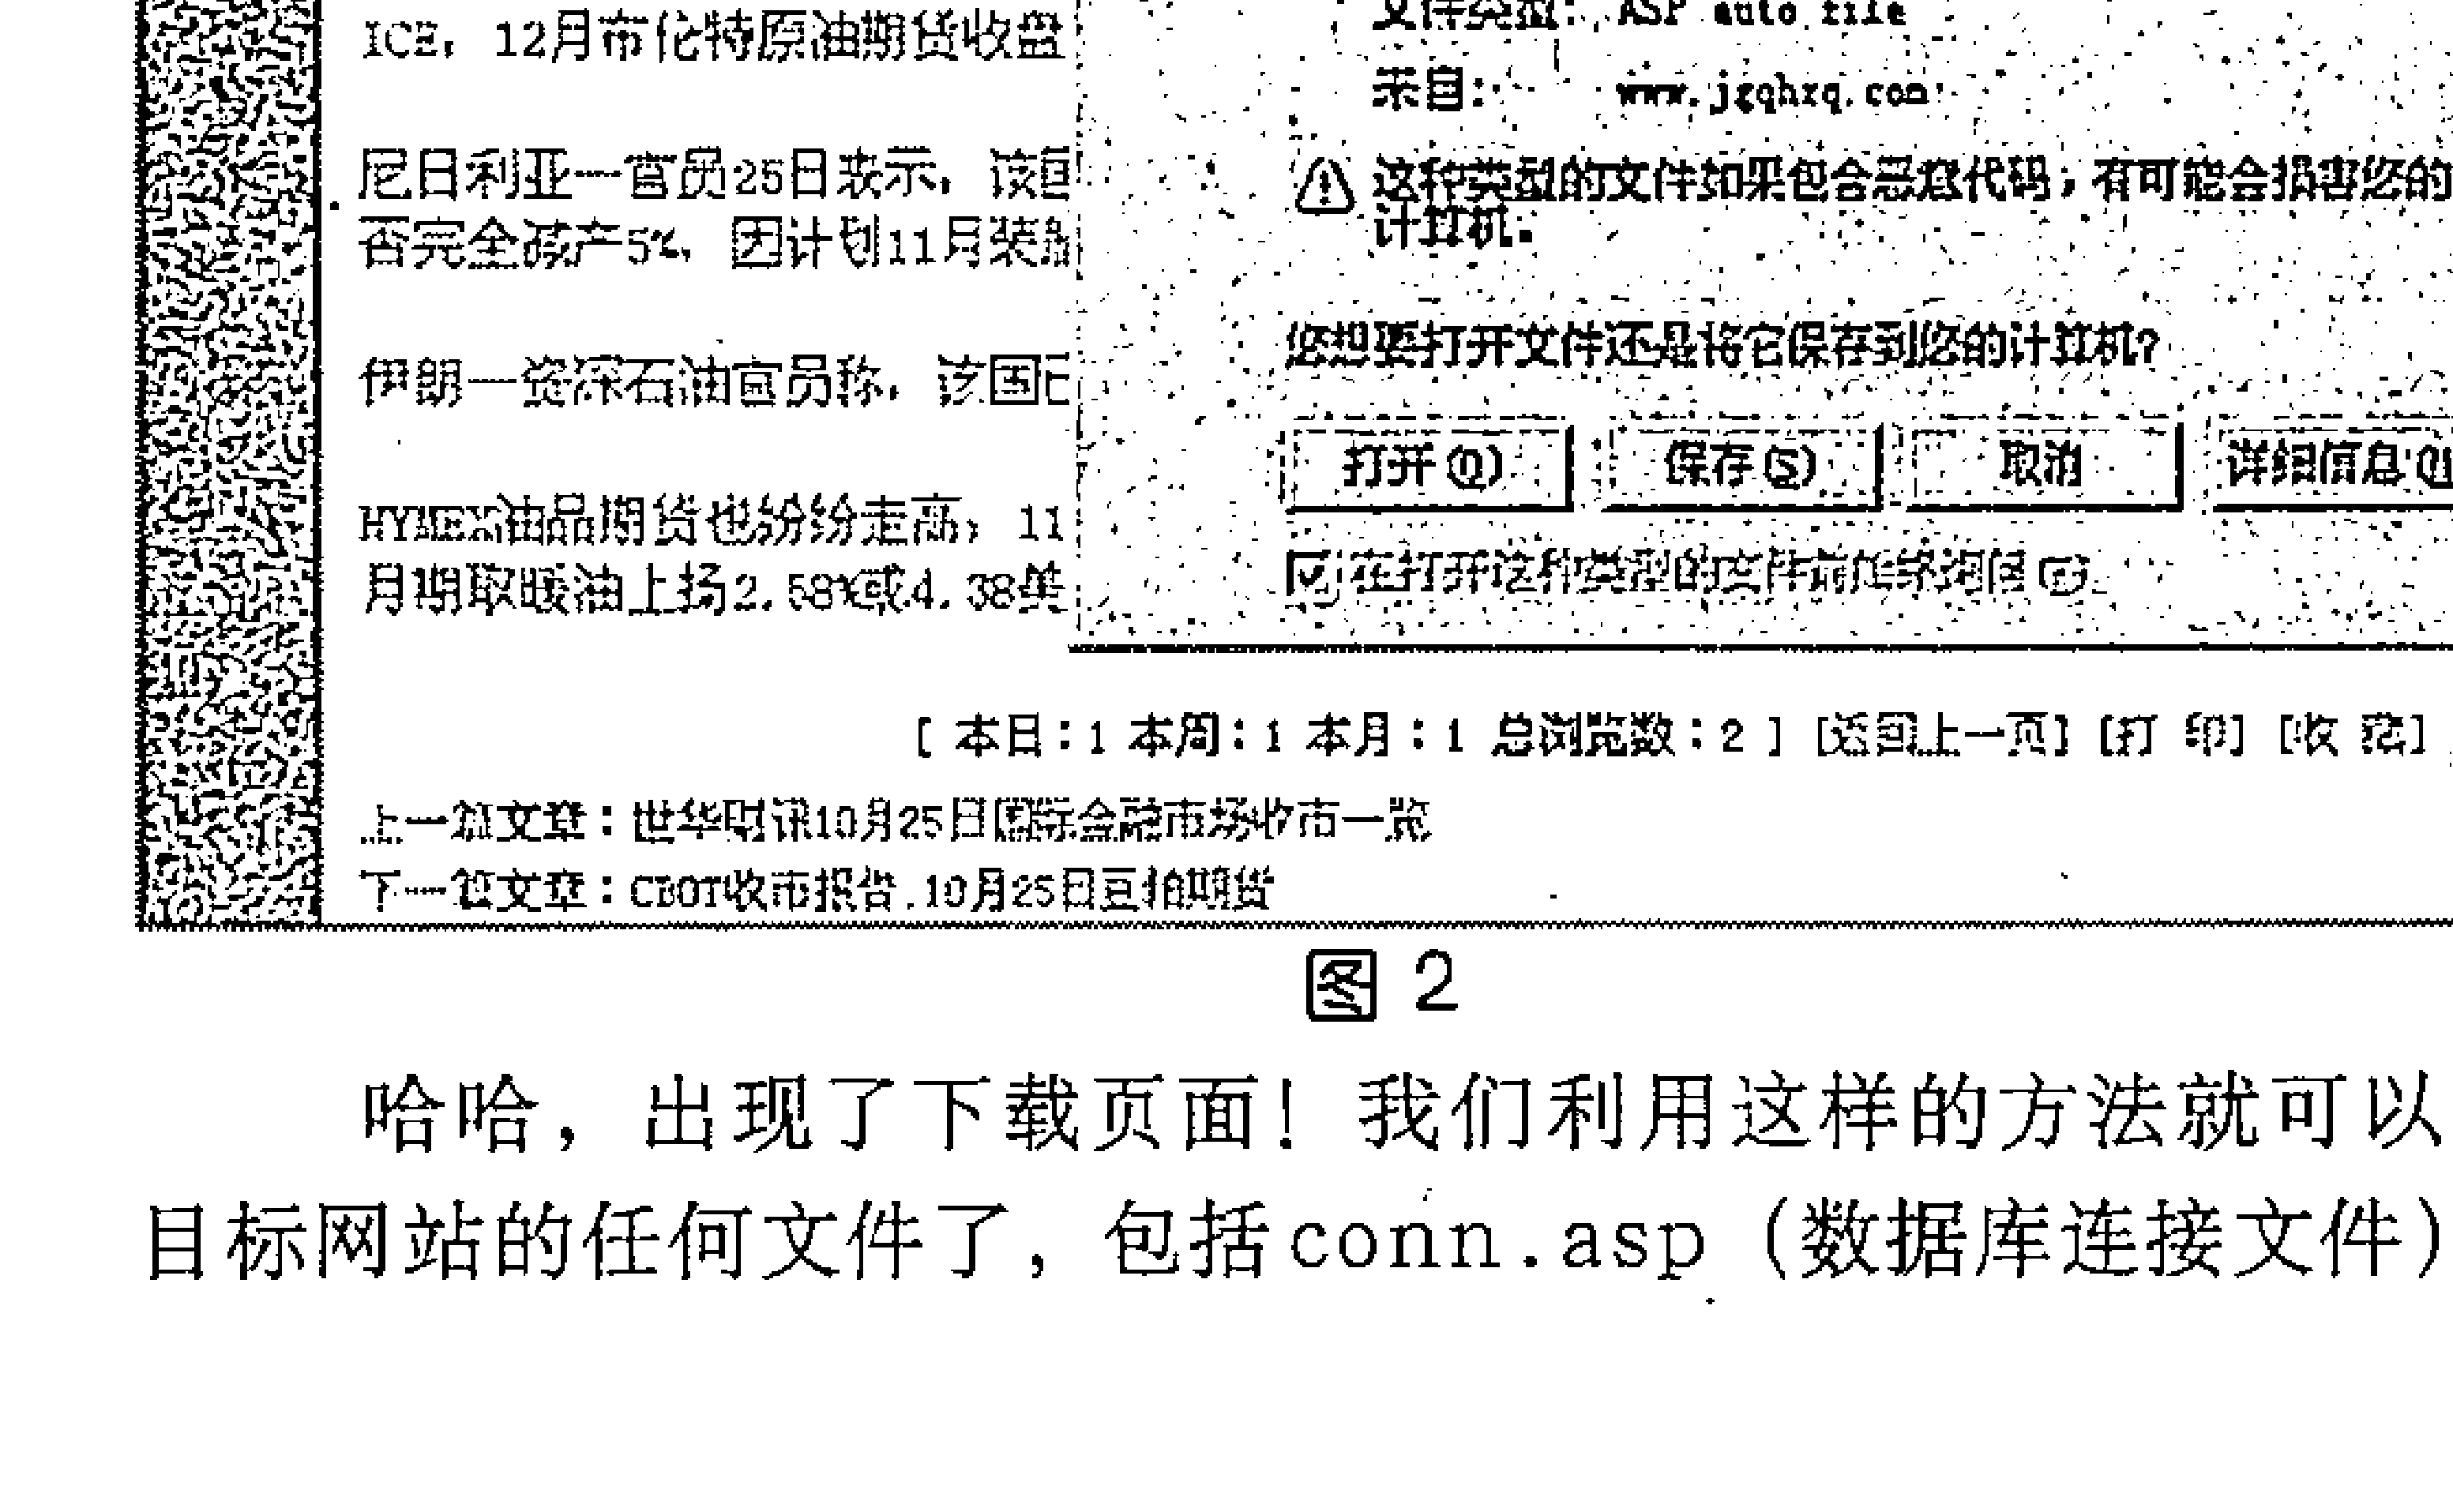 ICE,12月布伦特原油期货收盘
文件类型: ASP auto file
来自: www.jzqhzq.com
尼日利亚一官员25日表示,该国
否完全减产5%,因计划11月装船
这种类型的文件如果包含恶意代码,有可能会损害您的
计算机。
您想要打开文件还是将它保存到您的计算机?
伊朗一资深石油官员称,该国已
打开(O) 保存(S) 取消 详细信息(
NYMEX油品期货也纷纷走高,11
月期取暖油上扬2.58%或4.38美
在打开这种类型的文件前始终询问(W)
[ 本日:1 本周:1 本月:1 总浏览数:2 ] [返回上一页] [打 印] [收 藏]
上一篇文章:世华财讯10月25日国际金融市场收市一览
下一篇文章:CBOT收市报告.10月25日豆粕期货
图 2
哈哈,出现了下载页面!我们利用这样的方法就可以
目标网站的任何文件了,包括conn.asp(数据库连接文件)